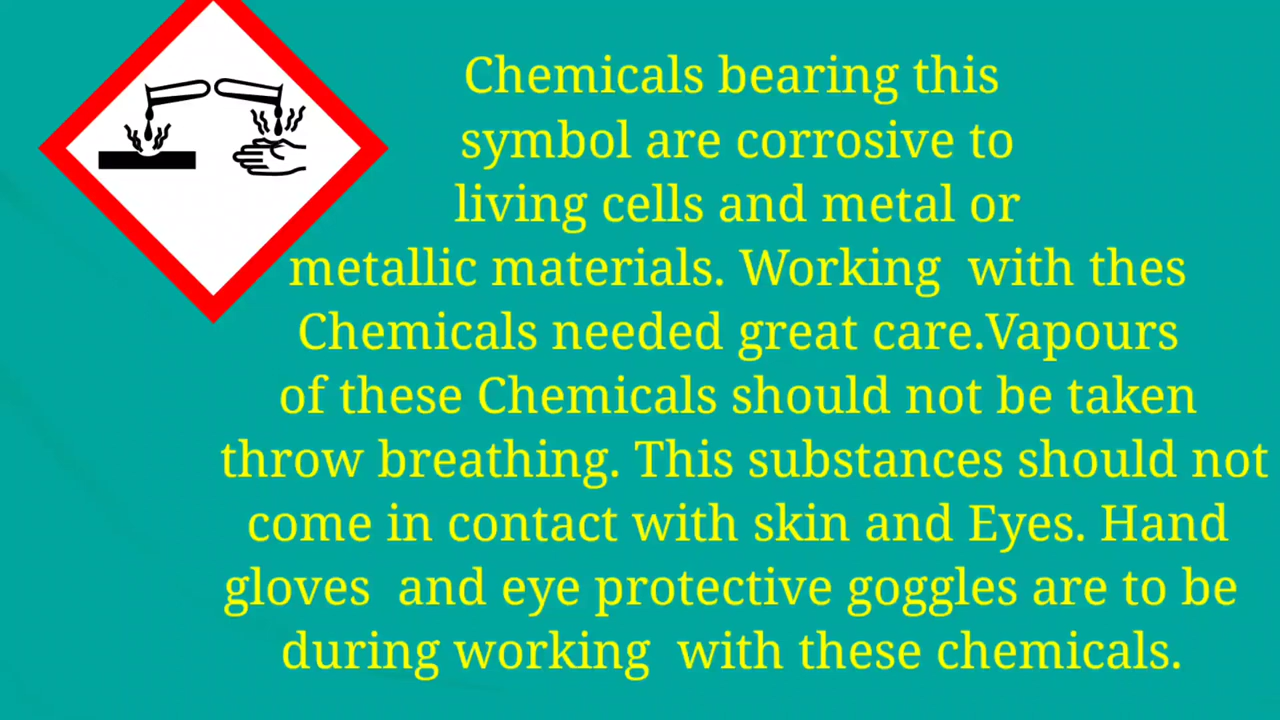 Chemicals bearing this
symbol are corrosive to
living cells and metal or
metallic materials. Working  with thes
Chemicals needed great care.Vapours
of these Chemicals should not be taken
throw breathing. This substances should not
come in contact with skin and Eyes. Hand
gloves  and eye protective goggles are to be
during working  with these chemicals.